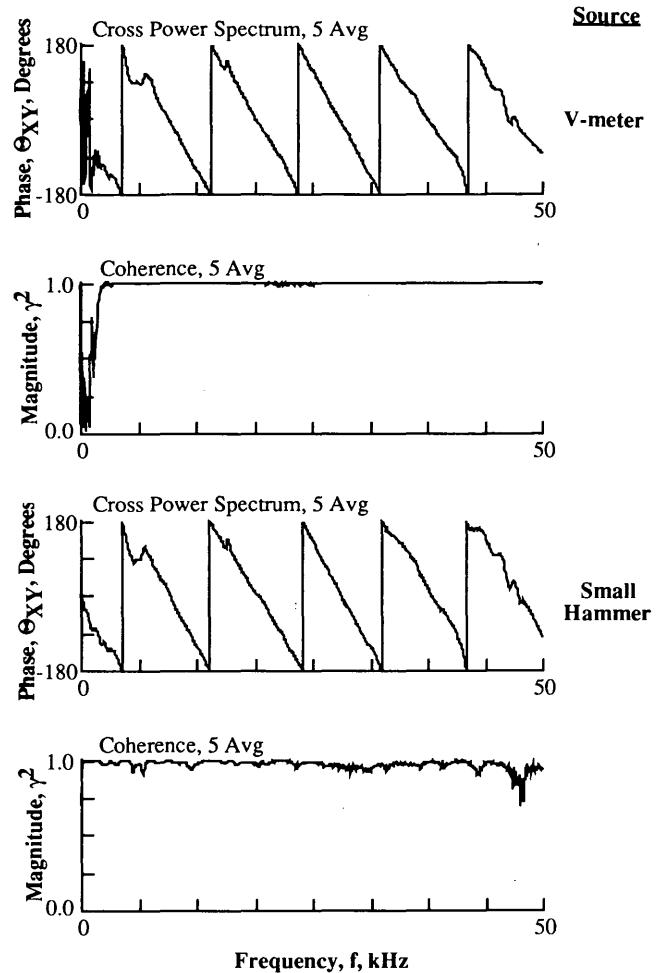 Source
Cross Power Spectrum, 5 Avg
180
Phase, ΘXY, Degrees
-180
0
50
V-meter
Coherence, 5 Avg
1.0
Magnitude, γ2
0.0
0
50
Cross Power Spectrum, 5 Avg
180
Phase, ΘXY, Degrees
-180
0
50
Small
Hammer
Coherence, 5 Avg
1.0
Magnitude, γ2
0.0
0
50
Frequency, f, kHz